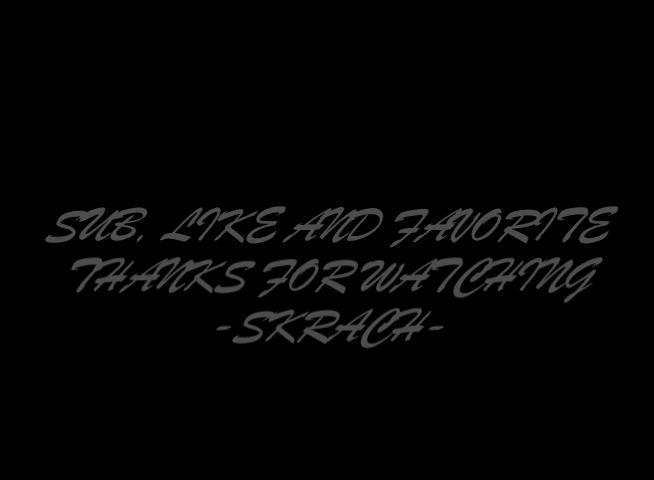 SUB, LIKE AND FAVORITE
THANKS FOR WATCHING
-SKRACH-